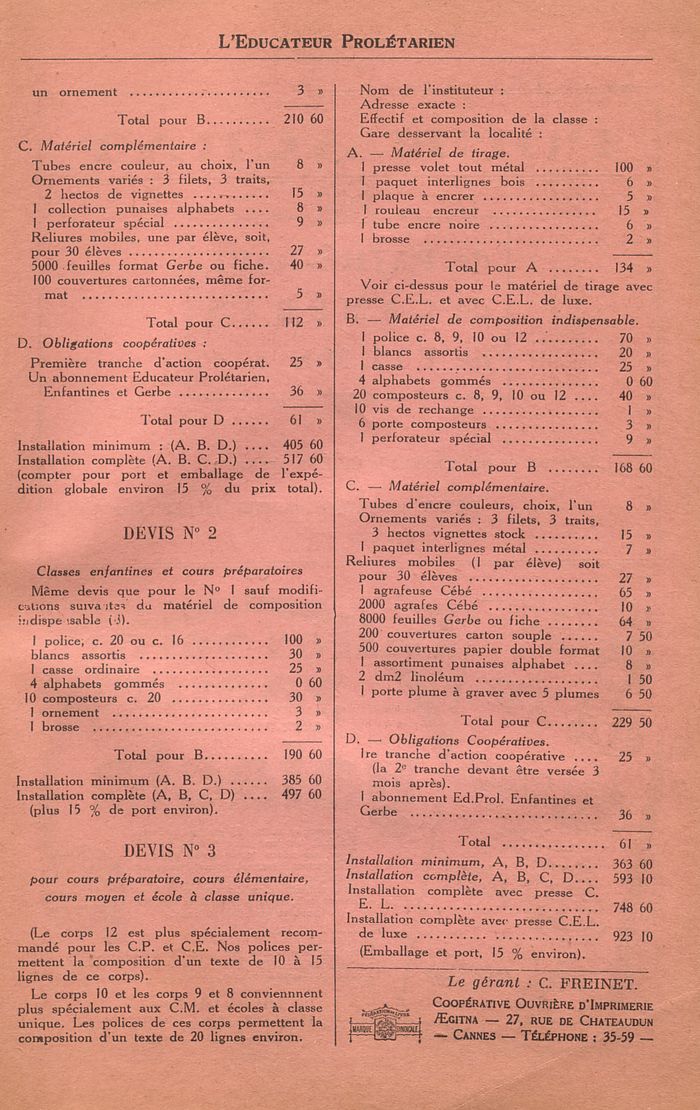 L'EDUCATEUR PROLÉTARIEN
un ornement ..................... 3 »
Total pour B.......... 210 60
C. Matériel complémentaire :
Tubes encre couleur, au choix, l'un 8 »
Ornements variés : 3 filets, 3 traits,
2 hectos de vignettes ............ 15 »
1 collection punaises alphabets .... 8 »
1 perforateur spécial ............... 9 »
Reliures mobiles, une par élève, soit,
pour 30 élèves ..................... 27 »
5000 feuilles format Gerbe ou fiche. 40 »
100 couvertures cartonnées, même for-
mat ........................ 5 »
Total pour C...... 112 »
D. Obligations coopératives :
Première tranche d'action coopérat. 25 »
Un abonnement Educateur Prolétarien,
Enfantines et Gerbe ............... 36 »
Total pour D ...... 61 »
Installation minimum : (A. B. D.) .... 405 60
Installation complète (A. B. C. D.) .... 517 60
(compter pour port et emballage de l'expé-
dition globale environ 15 % du prix total).
DEVIS N° 2
Classes enfantines et cours préparatoires
Même devis que pour le N° 1 sauf modifi-
cations suivantes du matériel de composition
indispensable (B).
1 police, c. 20 ou c. 16 ............ 100 »
blancs assortis .................... 30 »
1 casse ordinaire .................. 25 »
4 alphabets gommés ............... 0 60
10 composteurs c. 20 .............. 30 »
1 ornement ........................ 3 »
1 brosse ........................... 2 »
Total pour B.......... 190 60
Installation minimum (A. B. D.) ...... 385 60
Installation complète (A, B, C, D) .... 497 60
(plus 15 % de port environ).
DEVIS N° 3
pour cours préparatoire, cours élémentaire,
cours moyen et école à classe unique.
(Le corps 12 est plus spécialement recom-
mandé pour les C.P. et C.E. Nos polices per-
mettent la composition d'un texte de 10 à 15
lignes de ce corps).
Le corps 10 et les corps 9 et 8 conviennnent
plus spécialement aux C.M. et écoles à classe
unique. Les polices de ces corps permettent la
composition d'un texte de 20 lignes environ.
Nom de l'instituteur :
Adresse exacte :
Effectif et composition de la classe :
Gare desservant la localité :
A. — Matériel de tirage.
1 presse volet tout métal .......... 100 »
1 paquet interlignes bois .......... 6 »
1 plaque à encrer ................. 5 »
1 rouleau encreur ................ 15 »
1 tube encre noire ................ 6 »
1 brosse .......................... 2 »
Total pour A ........ 134 »
Voir ci-dessus pour le matériel de tirage avec
presse C.E.L. et avec C.E.L. de luxe.
B. — Matériel de composition indispensable.
1 police c. 8, 9, 10 ou 12 .......... 70 »
1 blancs assortis ................... 20 »
1 casse ........................... 25 »
4 alphabets gommés ............... 0 60
20 composteurs c. 8, 9, 10 ou 12 .... 40 »
10 vis de rechange ................. 1 »
6 porte composteurs ............... 3 »
1 perforateur spécial ................ 9 »
Total pour B ........ 168 60
C. — Matériel complémentaire.
Tubes d'encre couleurs, choix, l'un 8 »
Ornements variés : 3 filets, 3 traits,
3 hectos vignettes stock .......... 15 »
1 paquet interlignes métal .......... 7 »
Reliures mobiles (1 par élève) soit
pour 30 élèves .................... 27 »
1 agrafeuse Cébé .................. 65 »
2000 agrafes Cébé .................. 10 »
8000 feuilles Gerbe ou fiche ........ 64 »
200 couvertures carton souple ...... 7 50
500 couvertures papier double format 10 »
1 assortiment punaises alphabet .... 8 »
2 dm2 linoléum ................... 1 50
1 porte plume à graver avec 5 plumes 6 50
Total pour C........ 229 50
D. — Obligations Coopératives.
1re tranche d'action coopérative .... 25 »
(la 2e tranche devant être versée 3
mois après).
1 abonnement Ed.Prol. Enfantines et
Gerbe ............................ 36 »
Total ............... 61 »
Installation minimum, A, B, D........ 363 60
Installation complète, A, B, C, D.... 593 10
Installation complète avec presse C.
E. L. ............................... 748 60
Installation complète avec presse C.E.L.
de luxe ............................. 923 10
(Emballage et port, 15 % environ).
Le gérant : C. FREINET.
COOPÉRATIVE OUVRIÈRE D'IMPRIMERIE
ÆGITNA — 27, RUE DE CHATEAUDUN
— CANNES — TÉLÉPHONE : 35-59 —
MARQUE SYNDICALE